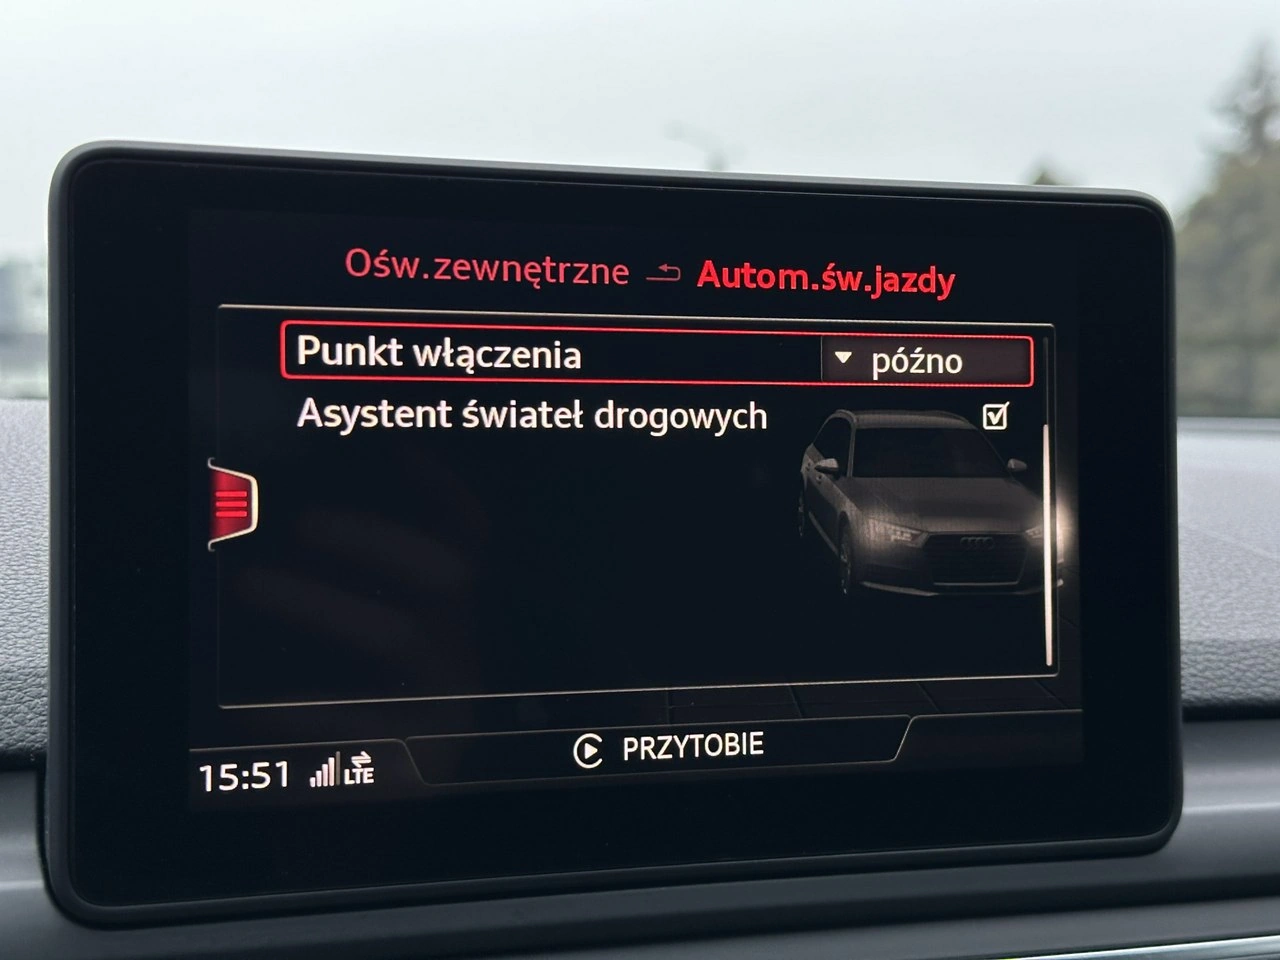 Ośw.zewnętrzne Autom.św.jazdy
Punkt włączenia późno
Asystent świateł drogowych
15:51 LTE PRZYTOBIE